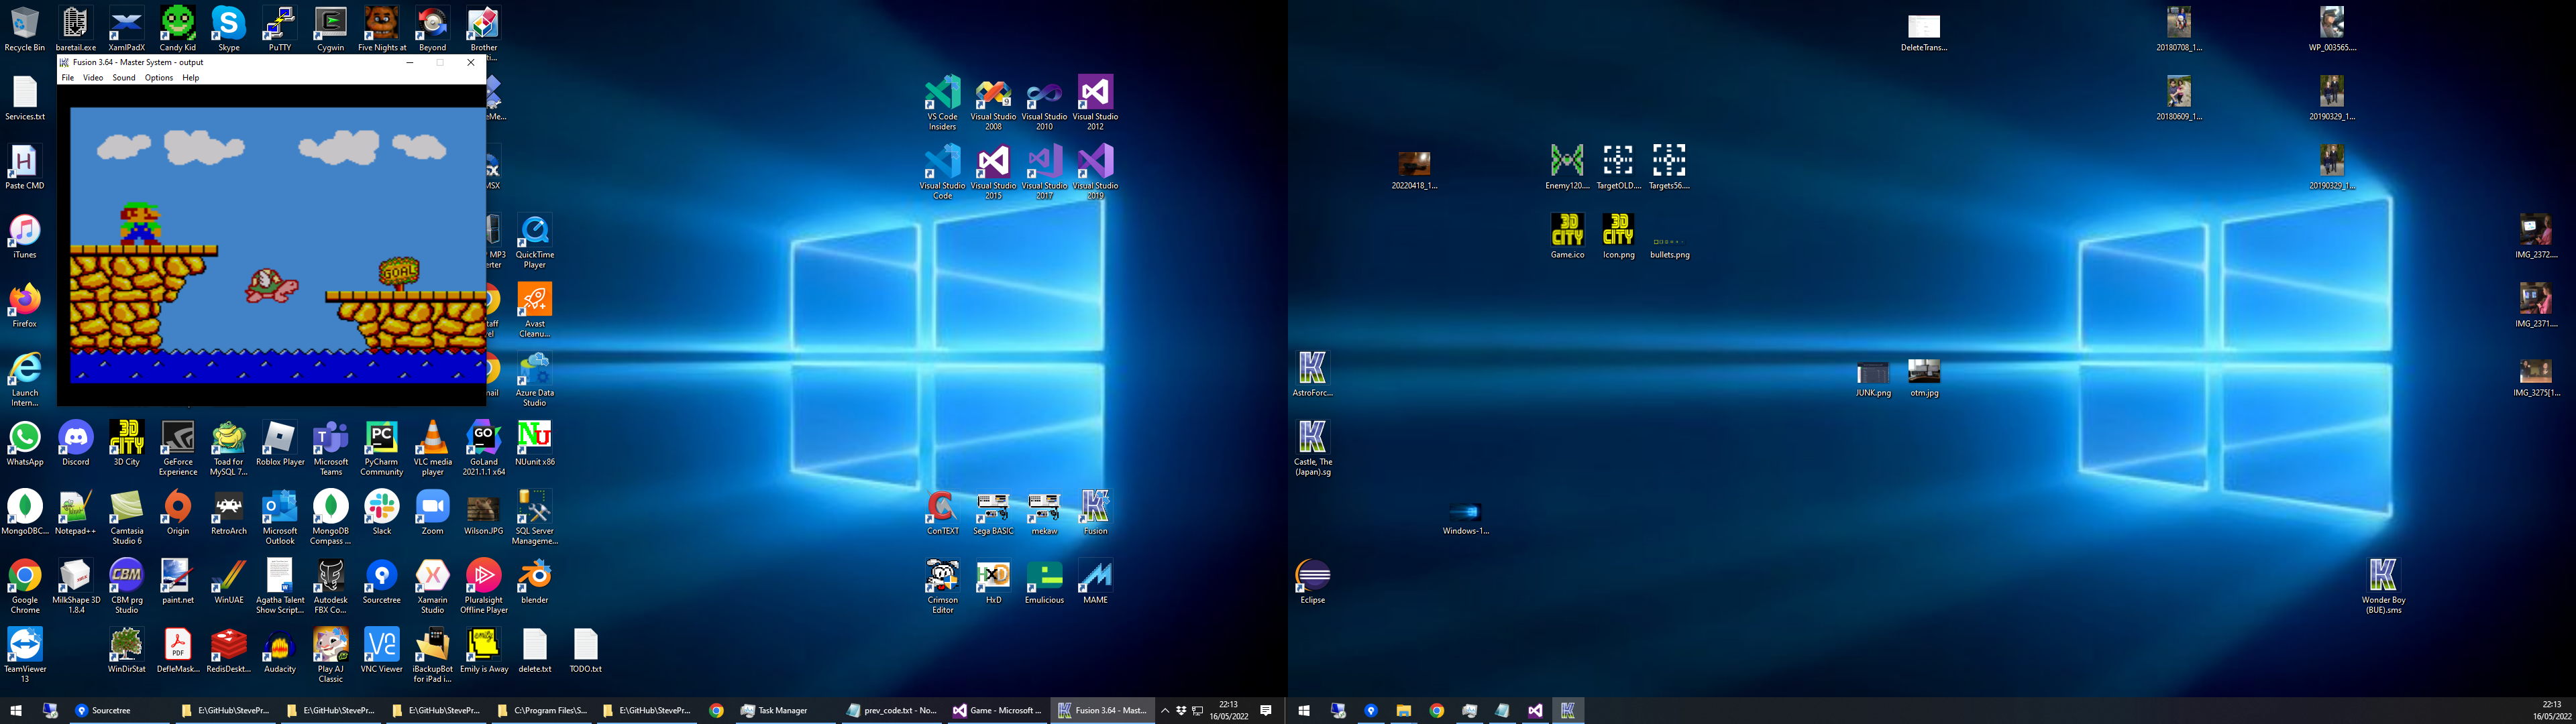 Recycle Bin
baretail.exe
XamlPadX
Candy Kid
Skype
PuTTY
Cygwin
Five Nights at
Beyond
Brother
Fusion 3.64 - Master System - output
File Video Sound Options Help
GOAL
Services.txt
Paste CMD
iTunes
Firefox
Launch
Intern...
QuickTime
Player
Avast
Cleanu...
Azure Data
Studio
VS Code
Insiders
Visual Studio
2008
Visual Studio
2010
Visual Studio
2012
Visual Studio
Code
Visual Studio
2015
Visual Studio
2017
Visual Studio
2019
WhatsApp
Discord
3D City
GeForce
Experience
Toad for
MySQL 7...
Roblox Player
Microsoft
Teams
PyCharm
Community
VLC media
player
GoLand
2021.1.1 x64
NUunit x86
MongoDBC...
Notepad++
Camtasia
Studio 6
Origin
RetroArch
Microsoft
Outlook
MongoDB
Compass ...
Slack
Zoom
Wilson.JPG
SQL Server
Manageme...
ConTEXT
Sega BASIC
mekaw
Fusion
Google
Chrome
MilkShape 3D
1.8.4
CBM prg
Studio
paint.net
WinUAE
Agatha Talent
Show Script...
Autodesk
FBX Co...
Sourcetree
Xamarin
Studio
Pluralsight
Offline Player
blender
Crimson
Editor
HxD
Emulicious
MAME
TeamViewer
13
WinDirStat
DefleMask...
RedisDeskt...
Audacity
Play AJ
Classic
VNC Viewer
iBackupBot
for iPad i...
Emily is Away
delete.txt
TODO.txt
Sourcetree
E:\GitHub\StevePr...
E:\GitHub\StevePr...
E:\GitHub\StevePr...
C:\Program Files\S...
E:\GitHub\StevePr...
Task Manager
prev_code.txt - No...
Game - Microsoft ...
Fusion 3.64 - Mast...
22:13
16/05/2022
DeleteTrans...
20180708_1...
WP_003565....
20180609_1...
20190329_1...
20220418_1...
Enemy120....
TargetOLD....
Targets56....
20190329_1...
3D CITY
Game.ico
3D CITY
Icon.png
bullets.png
IMG_2372....
IMG_2371....
AstroForc...
JUNK.png
otm.jpg
IMG_3275[1...
Castle, The
(Japan).sg
Windows-1...
Eclipse
Wonder Boy
(BUE).sms
22:13
16/05/2022